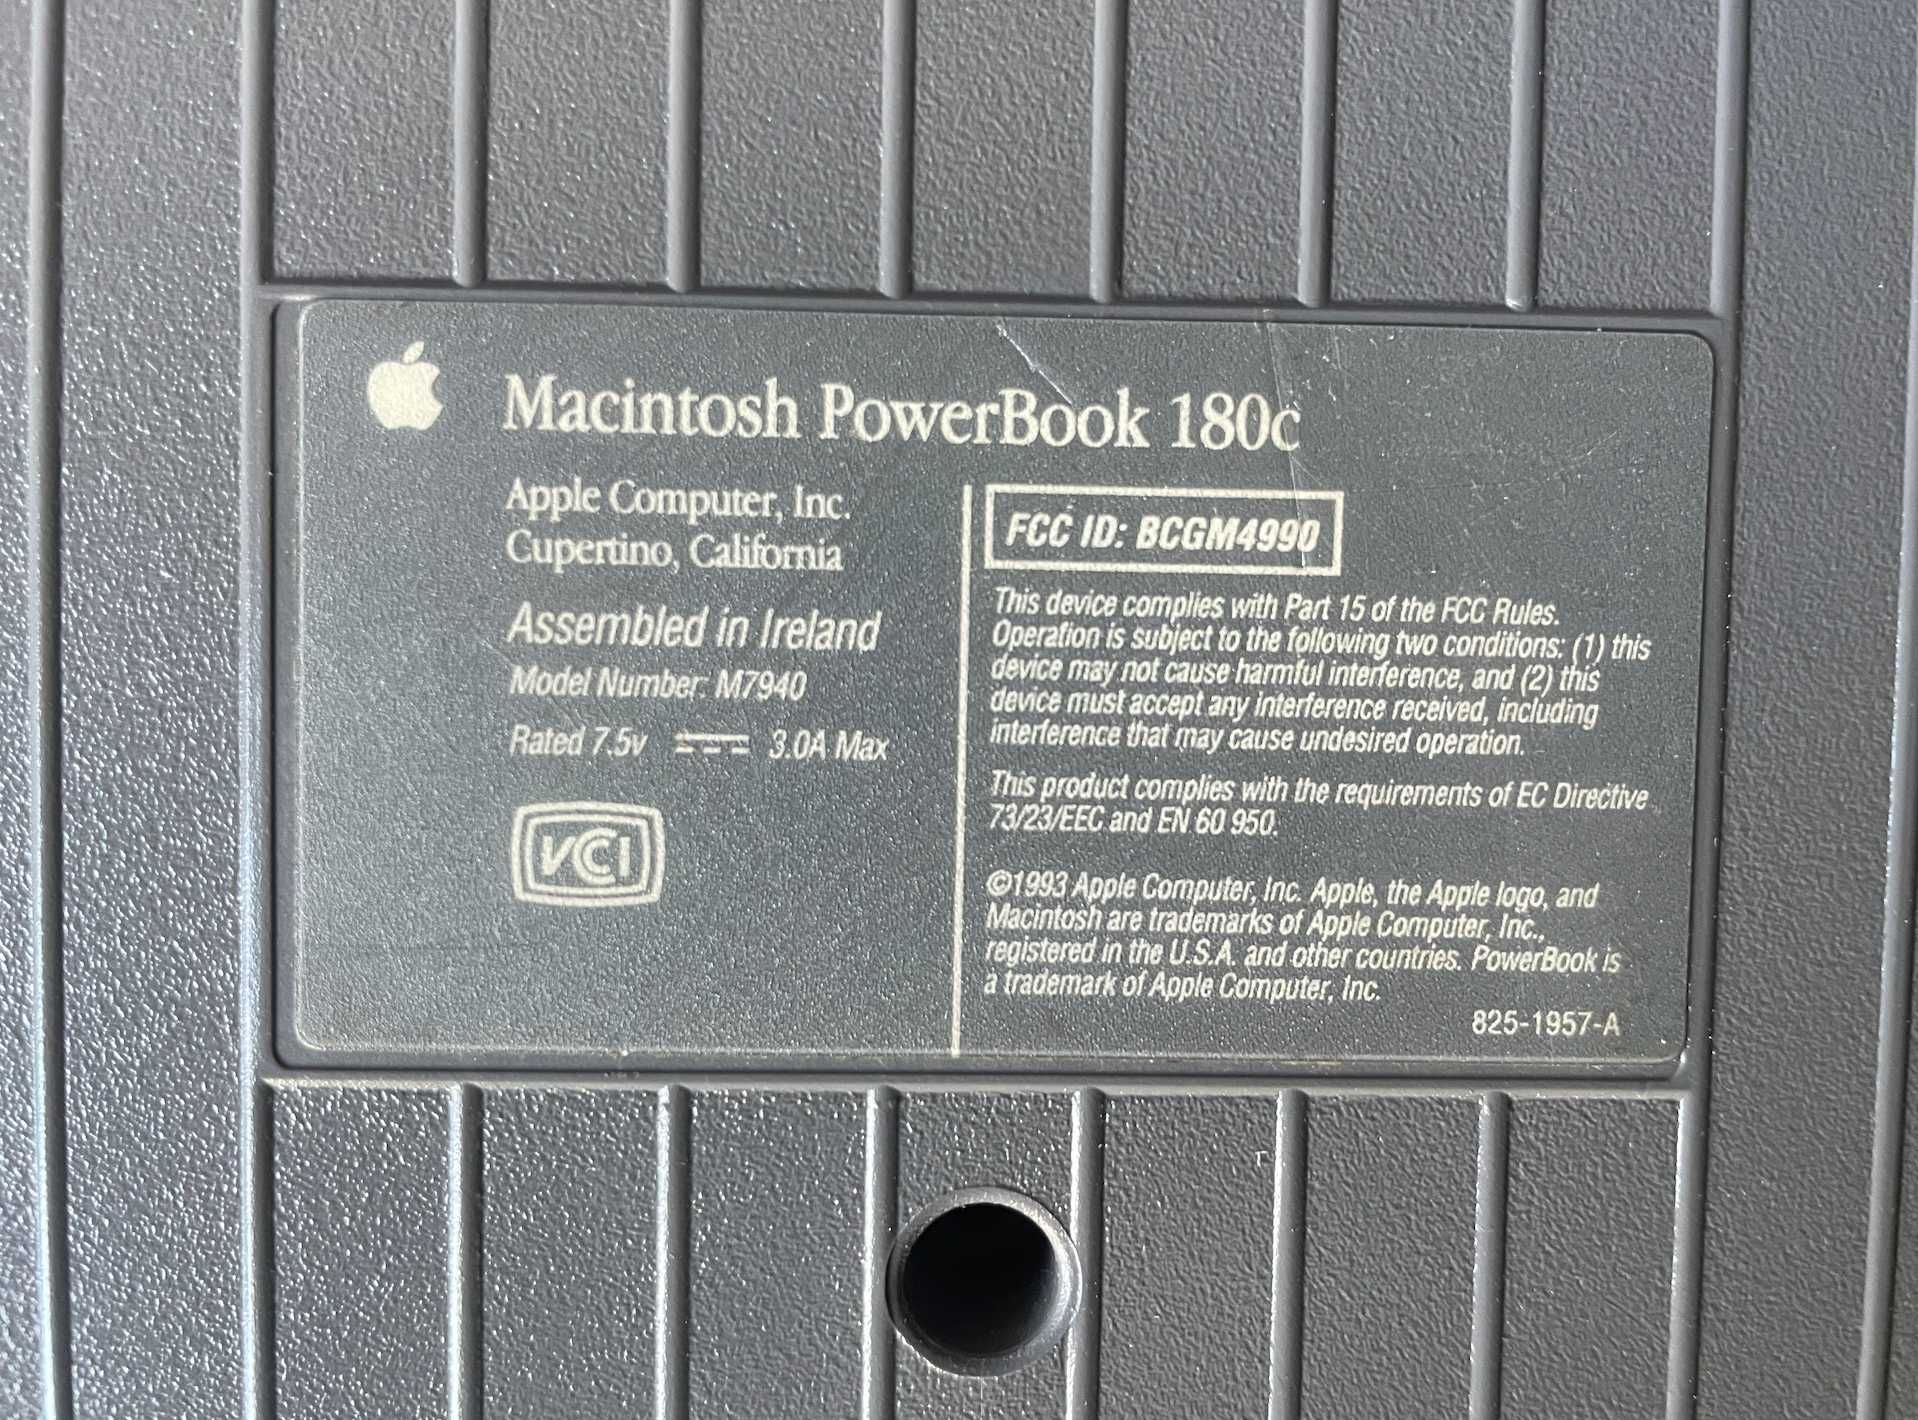 Macintosh PowerBook 180c
Apple Computer, Inc.
Cupertino, California
Assembled in Ireland
Model Number: M7940
Rated 7.5v 3.0A Max
VCCI
FCC ID: BCGM4990
This device complies with Part 15 of the FCC Rules.
Operation is subject to the following two conditions: (1) this
device may not cause harmful interference, and (2) this
device must accept any interference received, including
interference that may cause undesired operation.
This product complies with the requirements of EC Directive
73/23/EEC and EN 60 950.
©1993 Apple Computer, Inc. Apple, the Apple logo, and
Macintosh are trademarks of Apple Computer, Inc.,
registered in the U.S.A. and other countries. PowerBook is
a trademark of Apple Computer, Inc.
825-1957-A